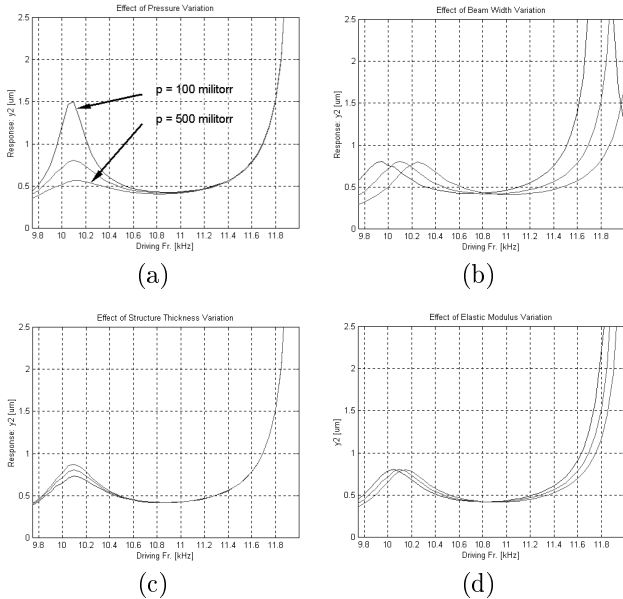 Effect of Pressure Variation
2.5
2
1.5
1
0.5
0
Response: y2 [um]
p = 100 militorr
p = 500 militorr
9.8 10 10.2 10.4 10.6 10.8 11 11.2 11.4 11.6 11.8
Driving Fr. [kHz]
(a)
Effect of Beam Width Variation
2.5
2
1.5
1
0.5
0
Response: y2 [um]
9.8 10 10.2 10.4 10.6 10.8 11 11.2 11.4 11.6 11.8
Driving Fr. [kHz]
(b)
Effect of Structure Thickness Variation
2.5
2
1.5
1
0.5
0
Response: y2 [um]
9.8 10 10.2 10.4 10.6 10.8 11 11.2 11.4 11.6 11.8
Driving Fr. [kHz]
(c)
Effect of Elastic Modulus Variation
2.5
2
1.5
1
0.5
0
y2 [um]
9.8 10 10.2 10.4 10.6 10.8 11 11.2 11.4 11.6 11.8
Driving Fr. [kHz]
(d)